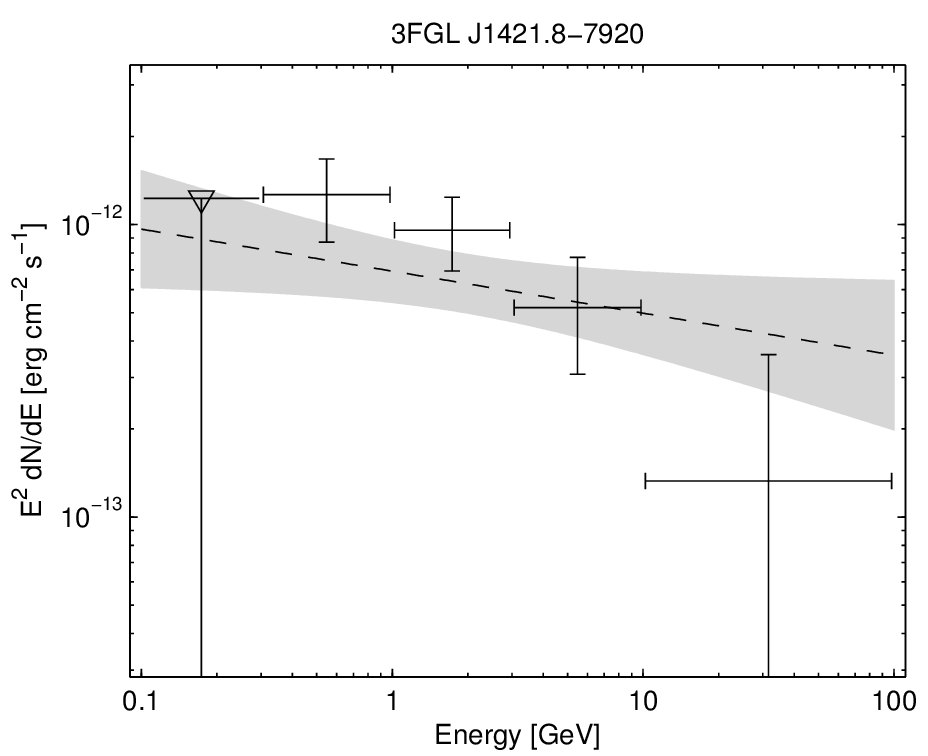 3FGL J1421.8−7920
E² dN/dE [erg cm⁻² s⁻¹]
10⁻¹²
10⁻¹³
0.1 1 10 100
Energy [GeV]